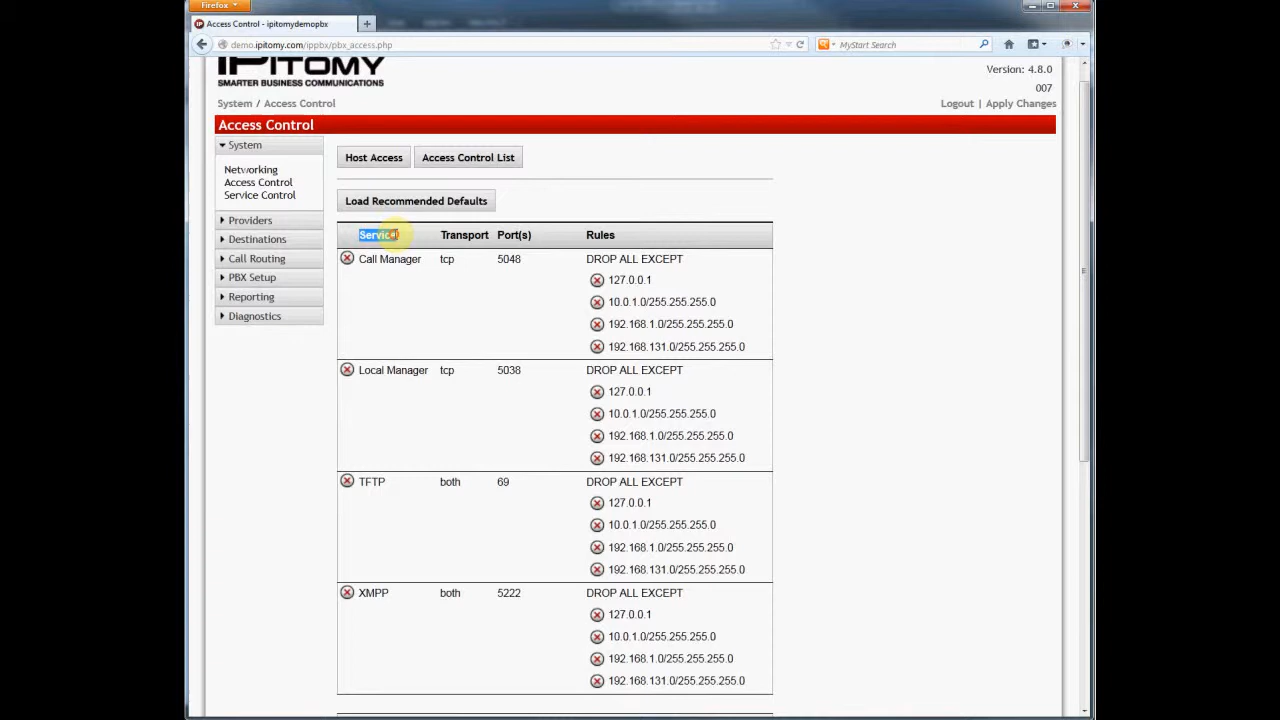 Firefox
Access Control - ipitomydemopbx
demo.ipitomy.com/ippbx/pbx_access.php
MyStart Search
IPITOMY
SMARTER BUSINESS COMMUNICATIONS
Version: 4.8.0
007
System / Access Control
Logout | Apply Changes
Access Control
System
Networking
Access Control
Service Control
Providers
Destinations
Call Routing
PBX Setup
Reporting
Diagnostics
Host Access
Access Control List
Load Recommended Defaults
Service Transport Port(s) Rules
Call Manager tcp 5048 DROP ALL EXCEPT
127.0.0.1
10.0.1.0/255.255.255.0
192.168.1.0/255.255.255.0
192.168.131.0/255.255.255.0
Local Manager tcp 5038 DROP ALL EXCEPT
127.0.0.1
10.0.1.0/255.255.255.0
192.168.1.0/255.255.255.0
192.168.131.0/255.255.255.0
TFTP both 69 DROP ALL EXCEPT
127.0.0.1
10.0.1.0/255.255.255.0
192.168.1.0/255.255.255.0
192.168.131.0/255.255.255.0
XMPP both 5222 DROP ALL EXCEPT
127.0.0.1
10.0.1.0/255.255.255.0
192.168.1.0/255.255.255.0
192.168.131.0/255.255.255.0